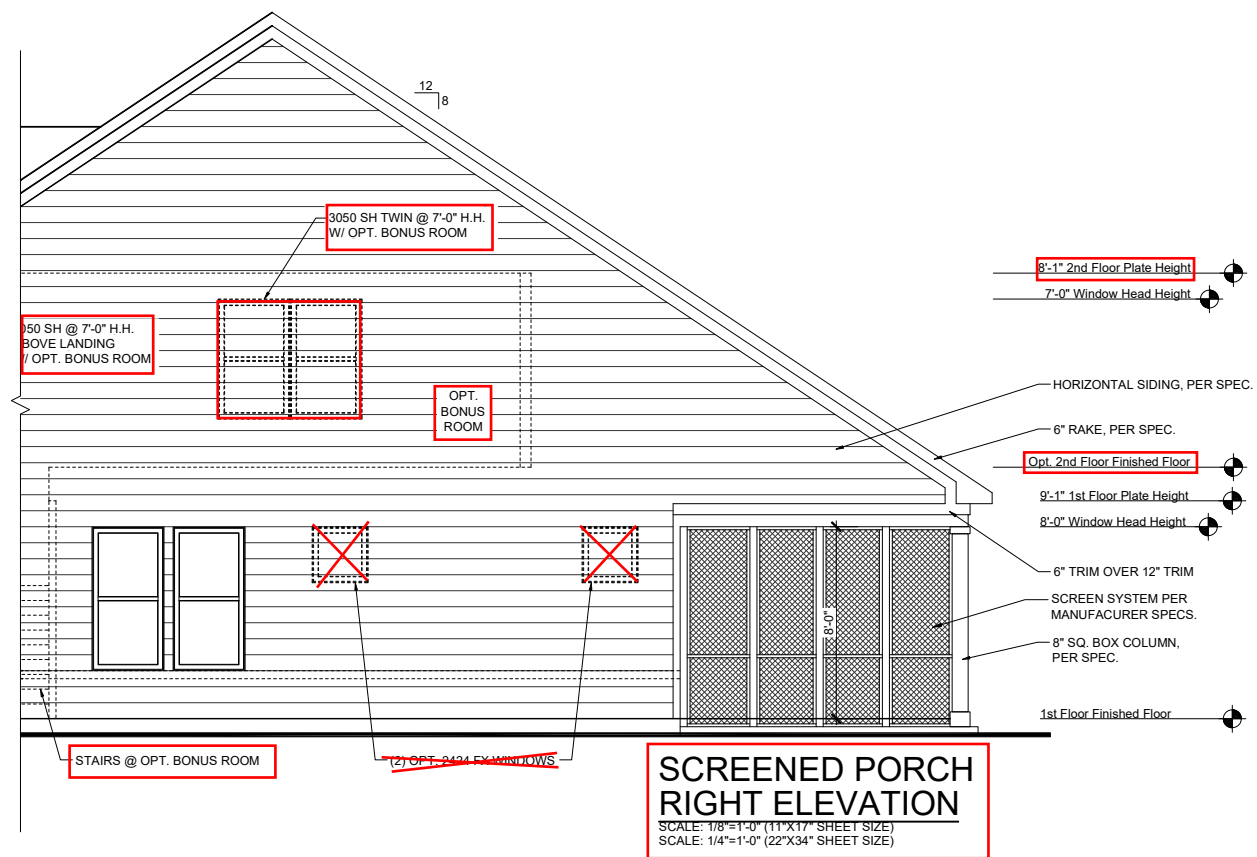 12
8
3050 SH TWIN @ 7'-0" H.H.
W/ OPT. BONUS ROOM
8'-1" 2nd Floor Plate Height
7'-0" Window Head Height
050 SH @ 7'-0" H.H.
BOVE LANDING
/ OPT. BONUS ROOM
OPT.
BONUS
ROOM
HORIZONTAL SIDING, PER SPEC.
6" RAKE, PER SPEC.
Opt. 2nd Floor Finished Floor
9'-1" 1st Floor Plate Height
8'-0" Window Head Height
6" TRIM OVER 12" TRIM
SCREEN SYSTEM PER
MANUFACURER SPECS.
8'-0"
8" SQ. BOX COLUMN,
PER SPEC.
1st Floor Finished Floor
STAIRS @ OPT. BONUS ROOM
(2) OPT. 2424 FX WINDOWS
SCREENED PORCH
RIGHT ELEVATION
SCALE: 1/8"=1'-0" (11"X17" SHEET SIZE)
SCALE: 1/4"=1'-0" (22"X34" SHEET SIZE)